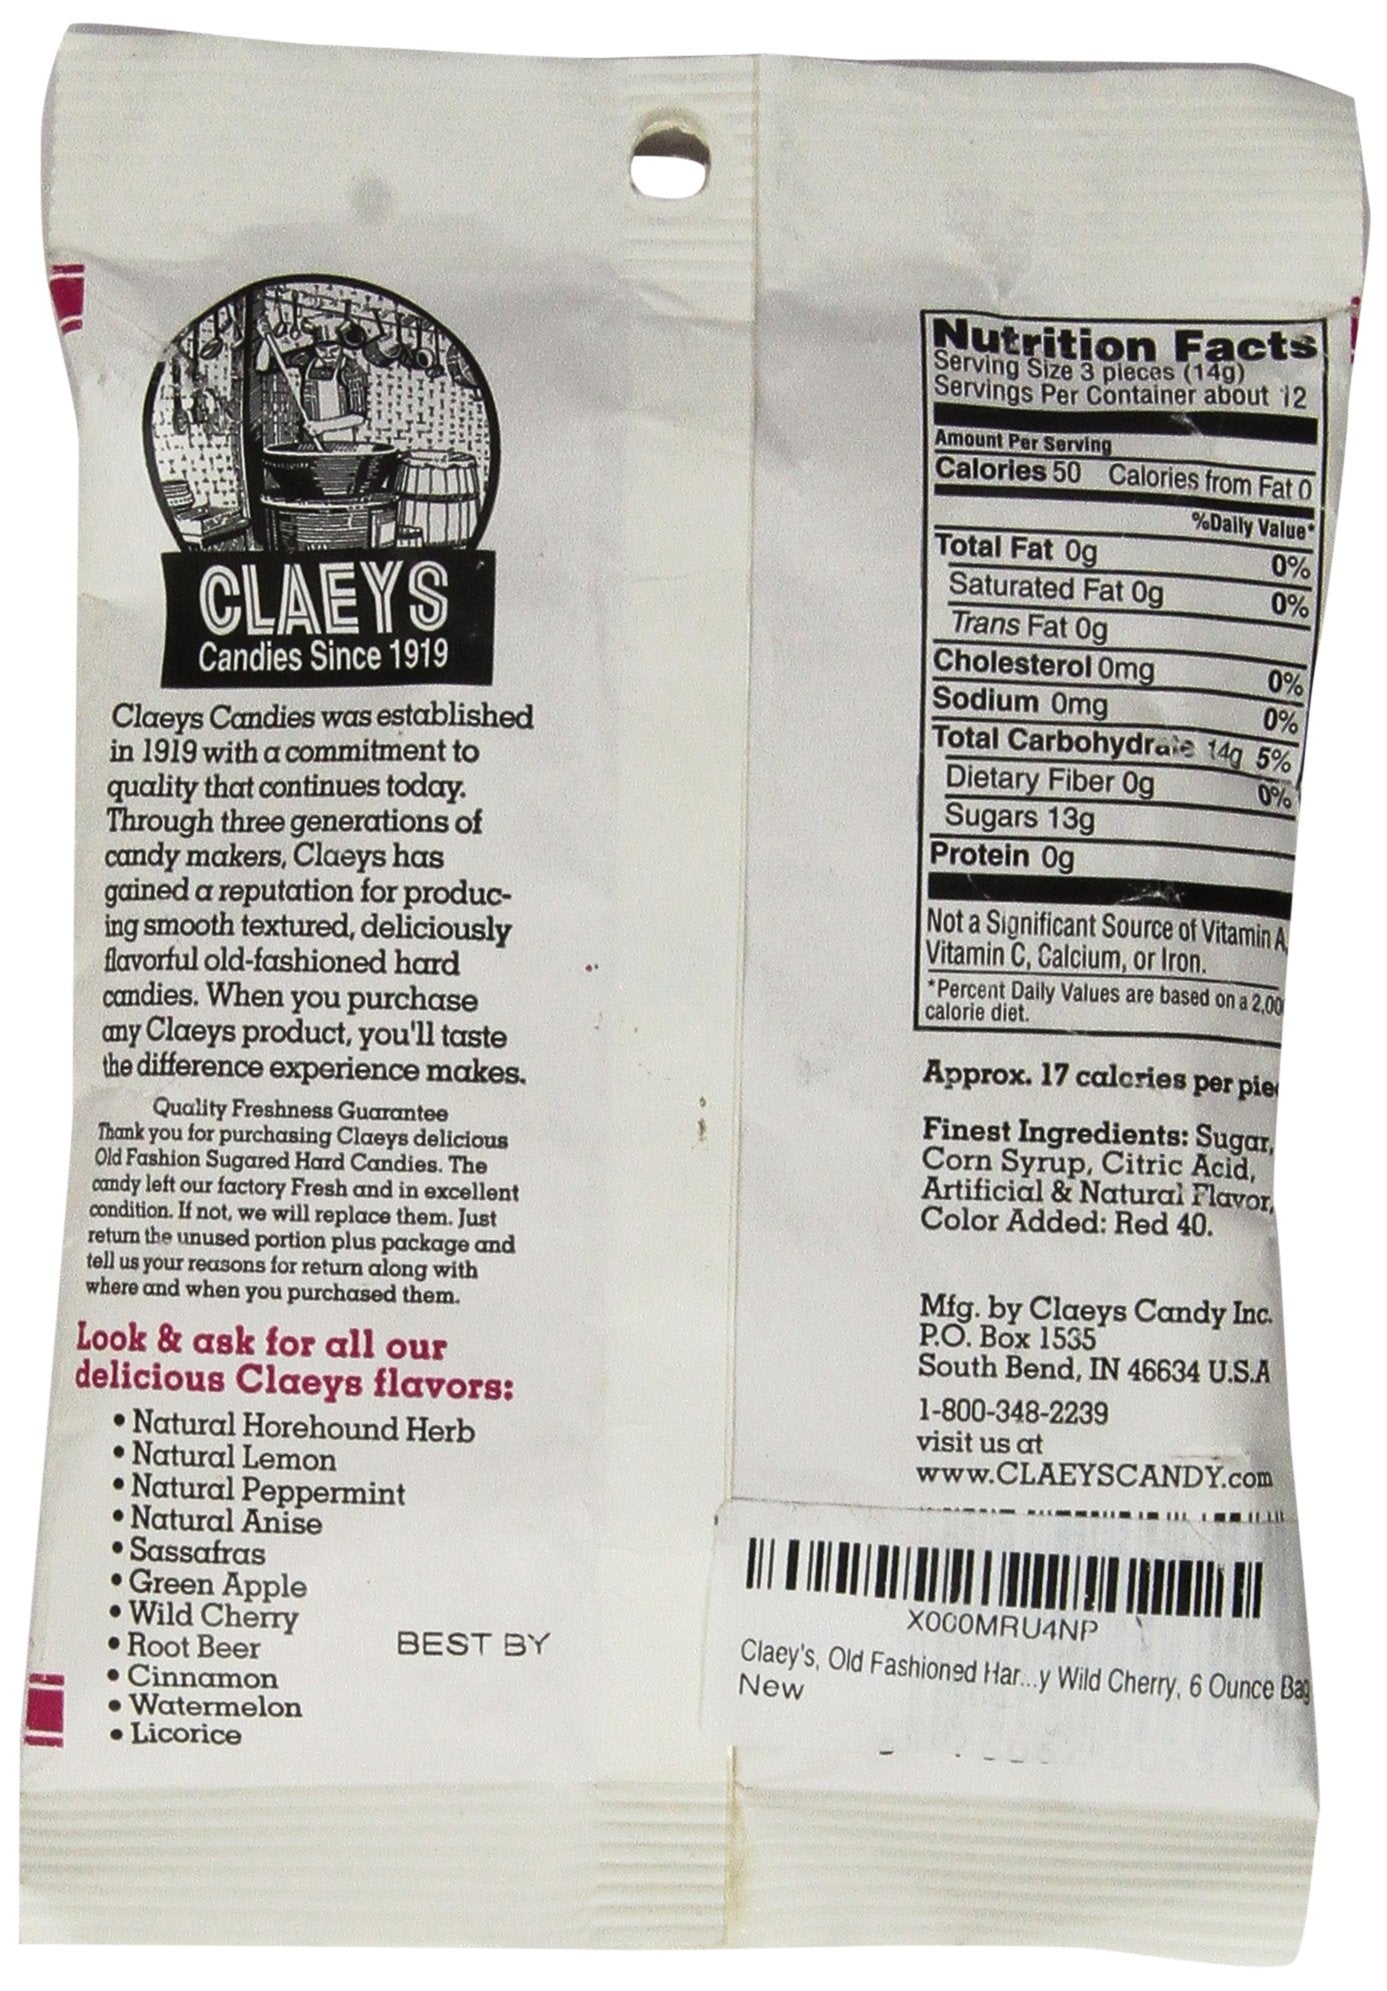 CLAEYS
Candies Since 1919
Claeys Candies was established
in 1919 with a commitment to
quality that continues today.
Through three generations of
candy makers, Claeys has
gained a reputation for produc-
ing smooth textured, deliciously
flavorful old-fashioned hard
candies. When you purchase
any Claeys product, you'll taste
the difference experience makes.
Quality Freshness Guarantee
Thank you for purchasing Claeys delicious
Old Fashion Sugared Hard Candies. The
candy left our factory Fresh and in excellent
condition. If not, we will replace them. Just
return the unused portion plus package and
tell us your reasons for return along with
where and when you purchased them.
Look & ask for all our
delicious Claeys flavors:
• Natural Horehound Herb
• Natural Lemon
• Natural Peppermint
• Natural Anise
• Sassafras
• Green Apple
• Wild Cherry
• Root Beer
• Cinnamon
• Watermelon
• Licorice
BEST BY
Nutrition Facts
Serving Size 3 pieces (14g)
Servings Per Container about 12
Amount Per Serving
Calories 50 Calories from Fat 0
%Daily Value*
Total Fat 0g 0%
Saturated Fat 0g 0%
Trans Fat 0g
Cholesterol 0mg 0%
Sodium 0mg 0%
Total Carbohydrate 14g 5%
Dietary Fiber 0g 0%
Sugars 13g
Protein 0g
Not a Significant Source of Vitamin A,
Vitamin C, Calcium, or Iron.
*Percent Daily Values are based on a 2,00
calorie diet.
Approx. 17 calories per pie
Finest Ingredients: Sugar,
Corn Syrup, Citric Acid,
Artificial & Natural Flavor,
Color Added: Red 40.
Mfg. by Claeys Candy Inc.
P.O. Box 1535
South Bend, IN 46634 U.S.A
1-800-348-2239
visit us at
www.CLAEYSCANDY.com
X000MRU4NP
Claey's, Old Fashioned Har...y Wild Cherry, 6 Ounce Bag
New